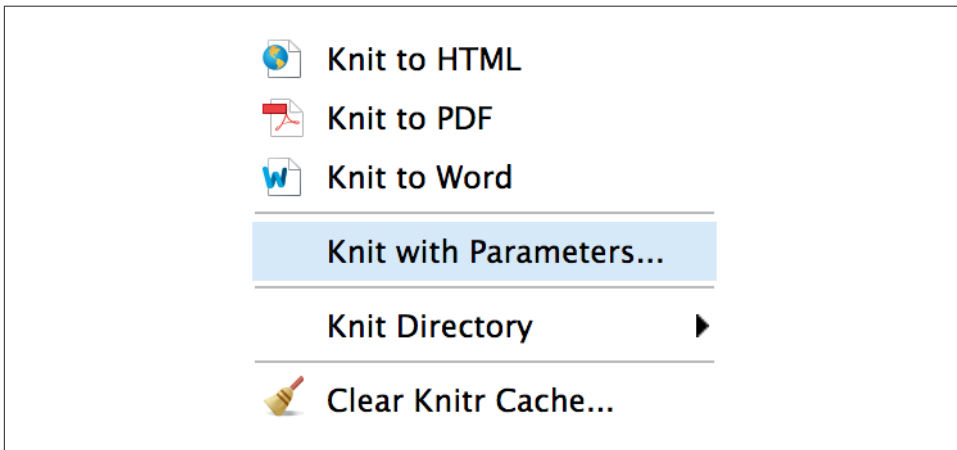 Knit to HTML
Knit to PDF
Knit to Word
Knit with Parameters...
Knit Directory
Clear Knitr Cache...